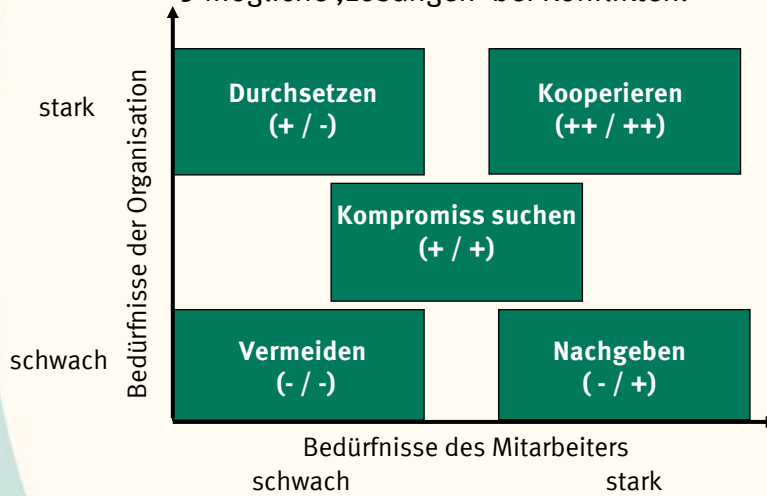 stark
Bedürfnisse der Organisation
Durchsetzen
(+ / -)
Kooperieren
(++ / ++)
Kompromiss suchen
(+ / +)
schwach
Vermeiden
(- / -)
Nachgeben
( - / +)
Bedürfnisse des Mitarbeiters
schwach
stark